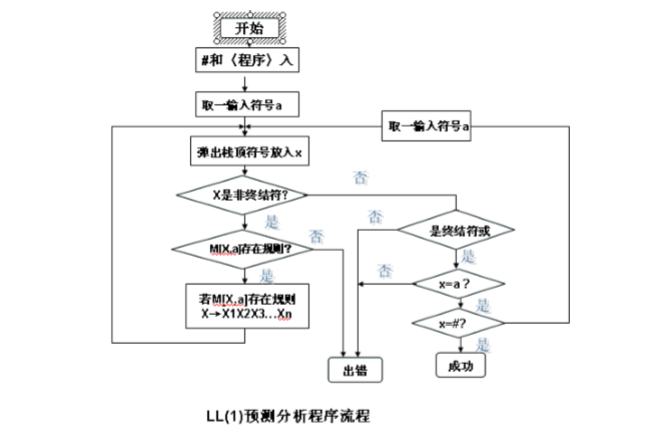 开始
#和〈程序〉入
取一输入符号a
取一输入符号a
弹出栈顶符号放入x
否
X是非终结符?
是
否
否
M[X,a]存在规则?
是终结符或
是
是
否
x=a?
若M[X,a]存在规则
X→X1X2X3…Xn
是
x=#?
是
出错
成功
LL(1)预测分析程序流程